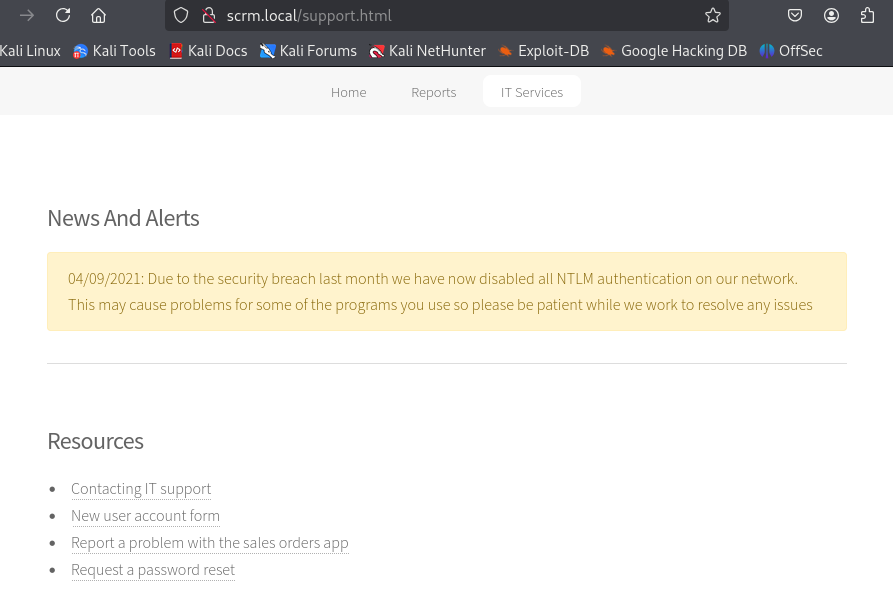 scrm.local/support.html
Kali Linux Kali Tools Kali Docs Kali Forums Kali NetHunter Exploit-DB Google Hacking DB OffSec
Home Reports IT Services
News And Alerts
04/09/2021: Due to the security breach last month we have now disabled all NTLM authentication on our network.
This may cause problems for some of the programs you use so please be patient while we work to resolve any issues
Resources
• Contacting IT support
• New user account form
• Report a problem with the sales orders app
• Request a password reset